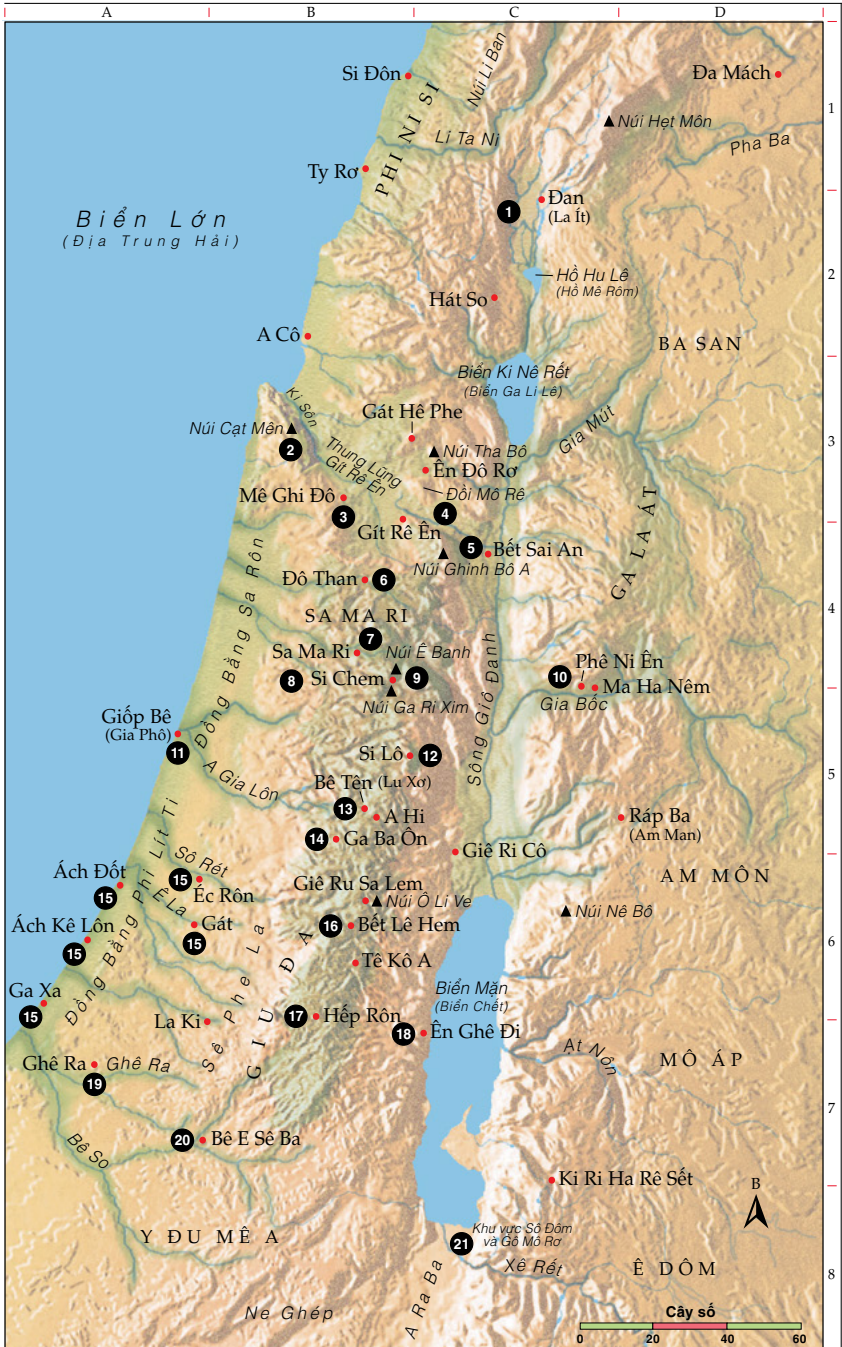 A B C D
Si Đôn
Núi Li Ban
Đa Mách
1
PHI NI SI
Núi Hẹt Môn
Li Ta Ni
Pha Ba
Ty Rơ
Đan
(La Ít)
1
Biển Lớn
(Địa Trung Hải)
2
Hồ Hu Lê
(Hồ Mê Rôm)
Hát So
A Cô
BA SAN
Biển Ki Nê Rết
(Biển Ga Li Lê)
Ki Sôn
Gát Hê Phe
Gia Mút
Núi Cạt Mên
2
3
Núi Tha Bô
Thung Lũng
Gít Rê Ên
Ên Đô Rơ
Đồi Mô Rê
Mê Ghi Đô
3
4
Gít Rê Ên
GA LA ÁT
5
Bết Sai An
Núi Ghinh Bô A
Đô Than
6
4
Đồng Bằng Sa Rôn
SA MA RI
7
Sa Ma Ri
Núi Ê Banh
8
Si Chem
9
10
Phê Ni Ên
Ma Ha Nêm
Núi Ga Ri Xim
Gia Bốc
Sông Giô Đanh
Giốp Bê
(Gia Phô)
11
Si Lô
12
A Gia Lôn
5
Bê Tên (Lu Xơ)
13
A Hi
Ráp Ba
(Am Man)
14
Ga Ba Ôn
Giê Ri Cô
Sô Rét
AM MÔN
Ách Đốt
15
15
Éc Rôn
Giê Ru Sa Lem
Núi Ô Li Ve
Núi Nê Bô
Ê La
Gát
15
16
Bết Lê Hem
6
Ách Kê Lôn
15
Đồng Bằng Phi Lít Ti
Tê Kô A
Biển Mặn
(Biển Chết)
Ga Xa
15
Sê Phe La
GIU ĐA
La Ki
17
Hếp Rôn
18
Ên Ghê Đi
Ghê Ra
Ghê Ra
19
Ạt Nôn
MÔ ÁP
7
20
Bê E Sê Ba
Bê So
Ki Ri Ha Rê Sết
B
Y ĐU MÊ A
21
Khu vực Sô Đôm
và Gô Mô Rơ
Xê Rết
Ê DÔM
8
A Ra Ba
Ne Ghép
Cây số
0 20 40 60